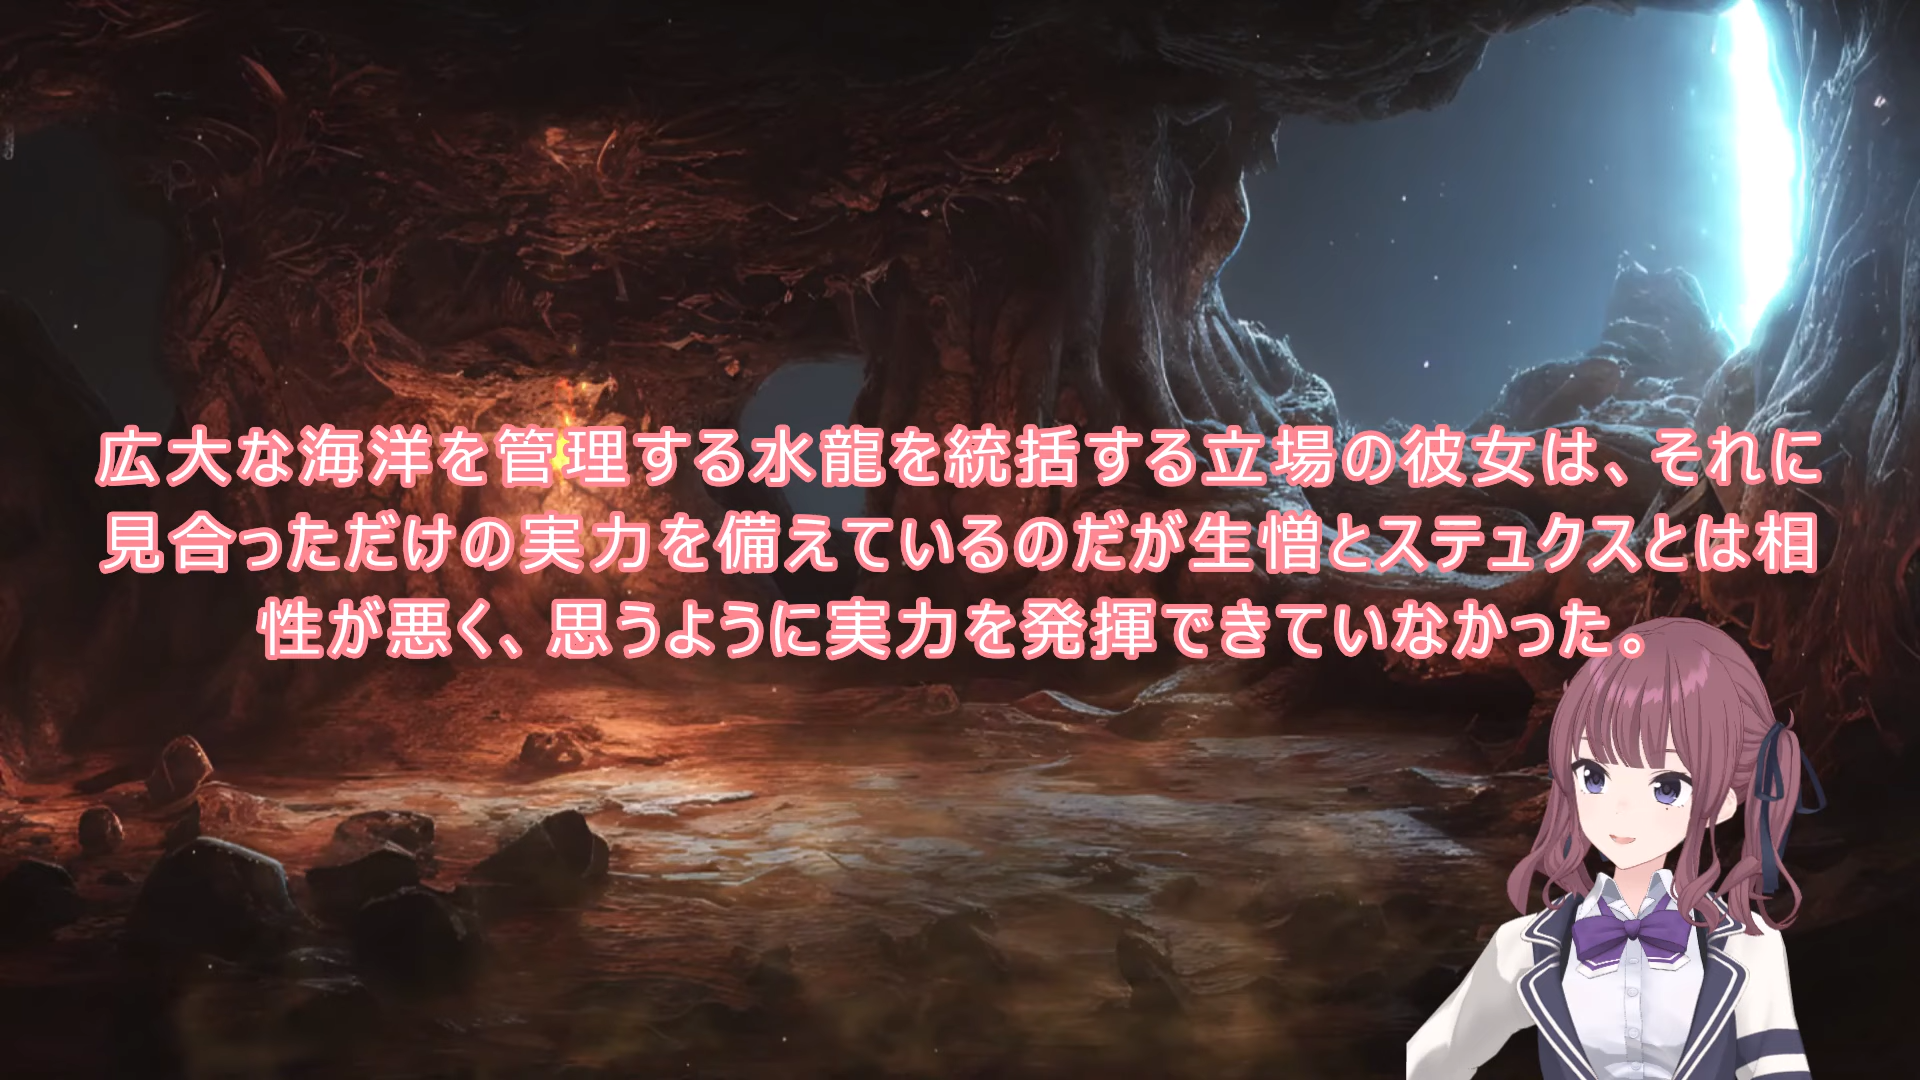 広大な海洋を管理する水龍を統括する立場の彼女は、それに
見合っただけの実力を備えているのだが生憎とステュクスとは相
性が悪く、思うように実力を発揮できていなかった。